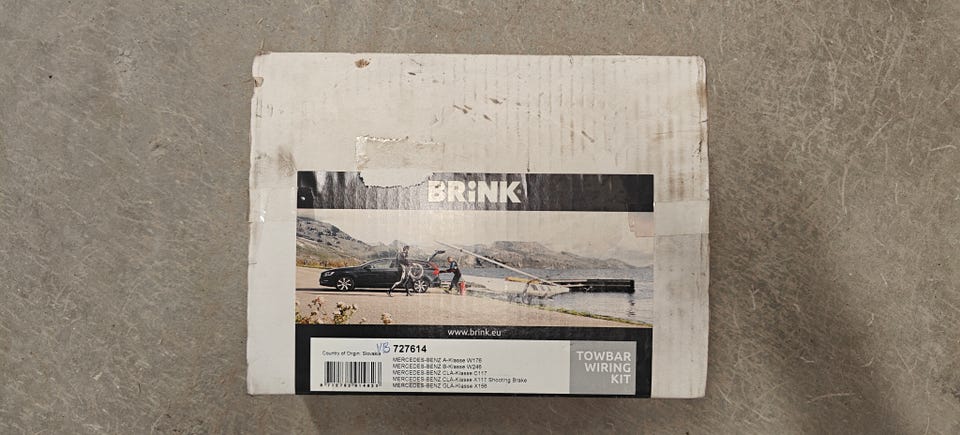 BRiNK
www.brink.eu
Country of Origin: Slovakia VB 727614
MERCEDES-BENZ A-Klasse W176
MERCEDES-BENZ B-Klasse W246
MERCEDES-BENZ CLA-Klasse C117
MERCEDES-BENZ CLA-Klasse X117 Shooting Brake
MERCEDES-BENZ GLA-Klasse X156
TOWBAR
WIRING
KIT